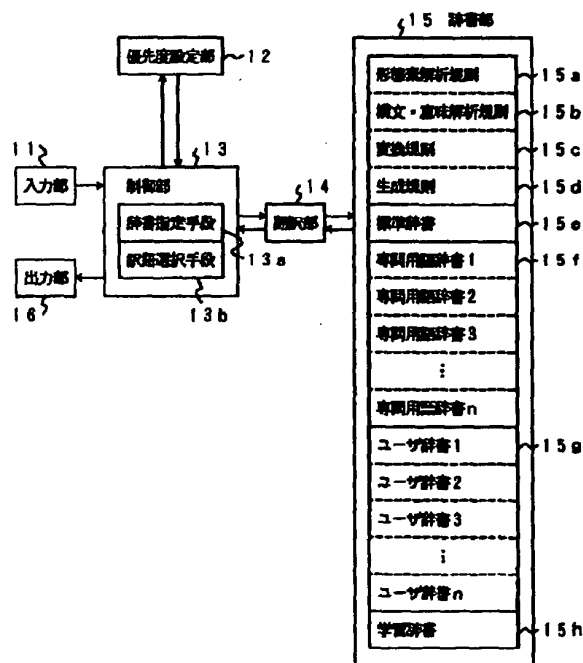 15 辞書部
優先度設定部 12
11
入力部
13
制御部
辞書指定手段
13a
訳語選択手段
13b
14
翻訳部
出力部
16
形態素解析規則 15a
構文・意味解析規則 15b
変換規則 15c
生成規則 15d
標準辞書 15e
専門用語辞書1 15f
専門用語辞書2
専門用語辞書3
⋮
専門用語辞書n
ユーザ辞書1 15g
ユーザ辞書2
ユーザ辞書3
⋮
ユーザ辞書n
学習辞書 15h